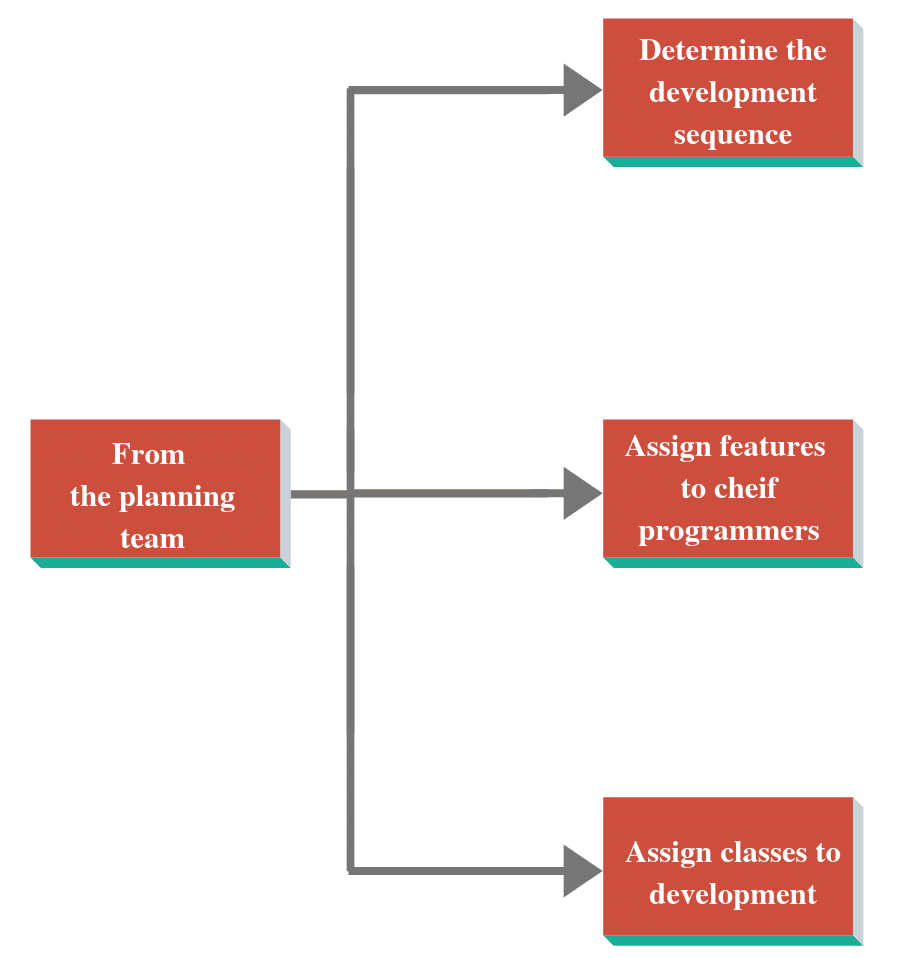 Determine the
development
sequence
From
the planning
team
Assign features
to cheif
programmers
Assign classes to
development